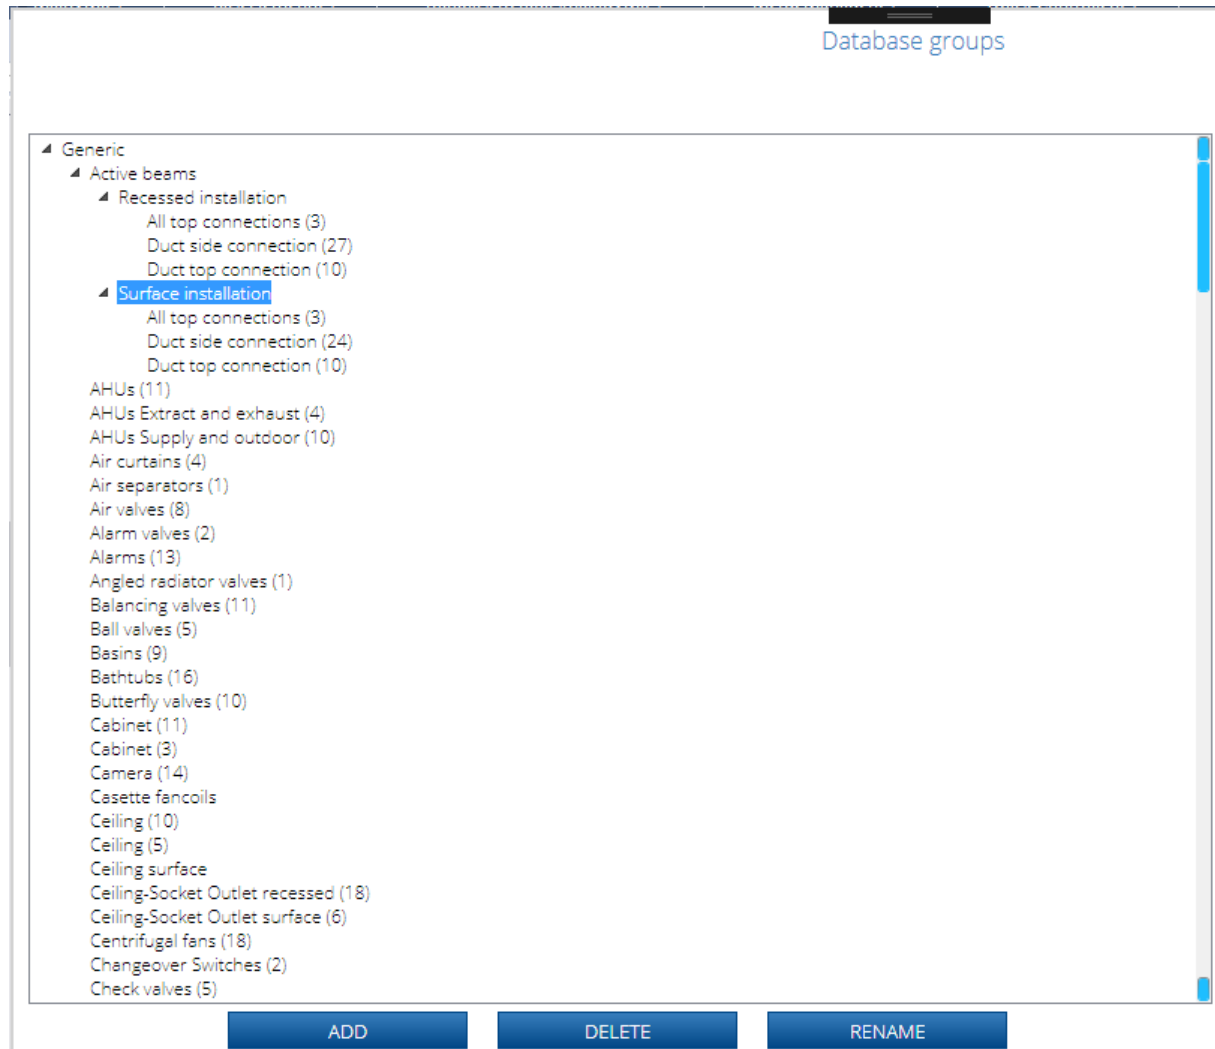 Database groups
Generic
Active beams
Recessed installation
All top connections (3)
Duct side connection (27)
Duct top connection (10)
Surface installation
All top connections (3)
Duct side connection (24)
Duct top connection (10)
AHUs (11)
AHUs Extract and exhaust (4)
AHUs Supply and outdoor (10)
Air curtains (4)
Air separators (1)
Air valves (8)
Alarm valves (2)
Alarms (13)
Angled radiator valves (1)
Balancing valves (11)
Ball valves (5)
Basins (9)
Bathtubs (16)
Butterfly valves (10)
Cabinet (11)
Cabinet (3)
Camera (14)
Casette fancoils
Ceiling (10)
Ceiling (5)
Ceiling surface
Ceiling-Socket Outlet recessed (18)
Ceiling-Socket Outlet surface (6)
Centrifugal fans (18)
Changeover Switches (2)
Check valves (5)
ADD DELETE RENAME